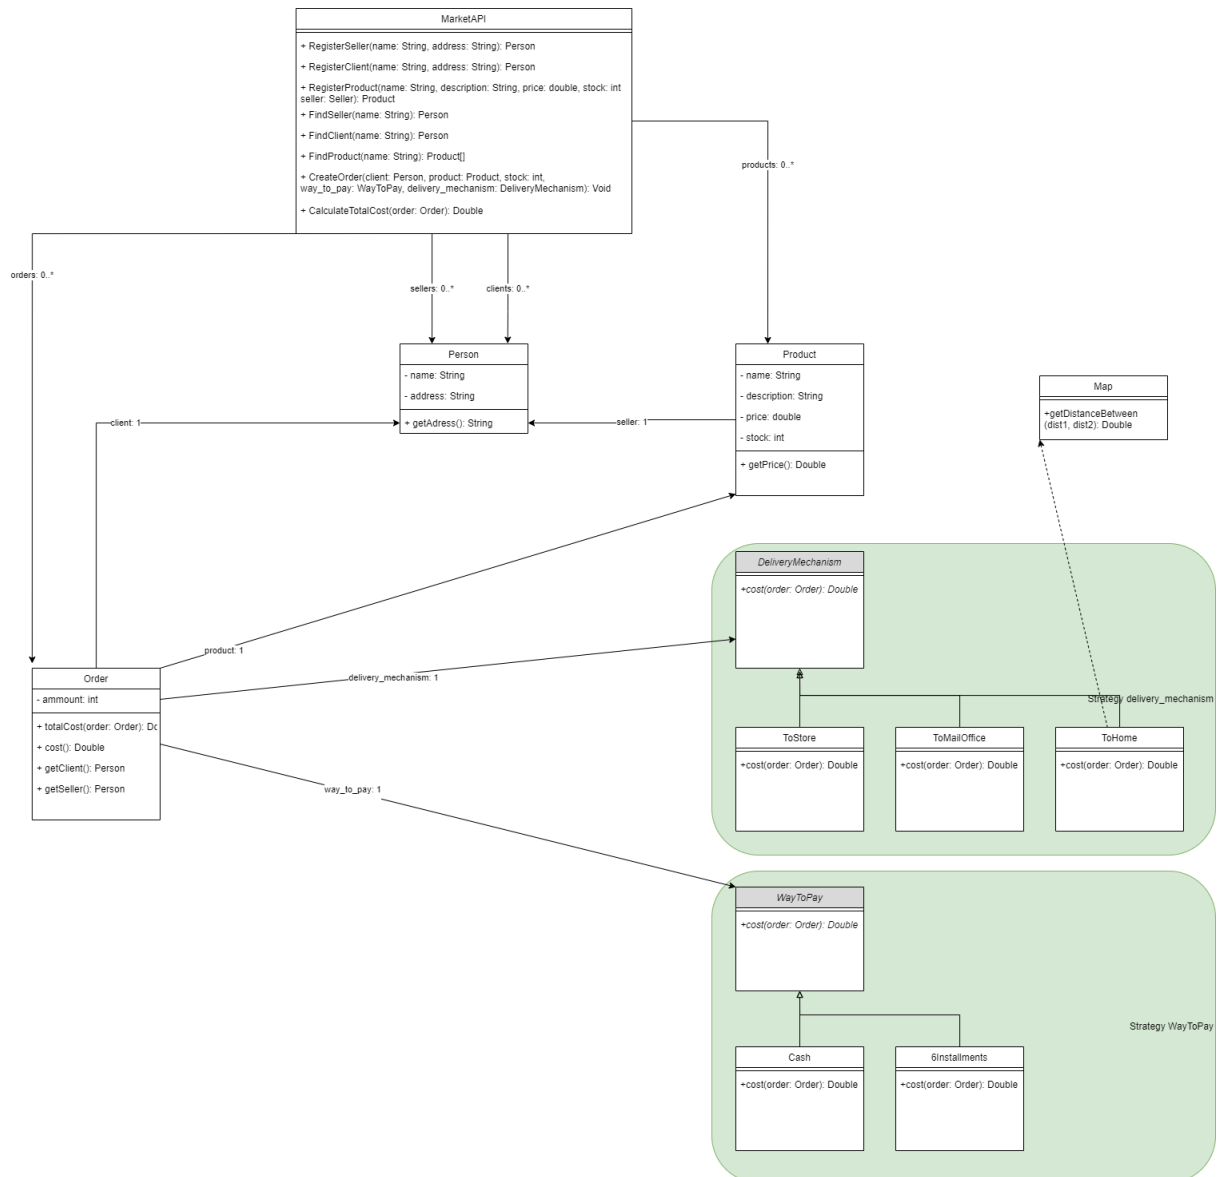 MarketAPI
+ RegisterSeller(name: String, address: String): Person
+ RegisterClient(name: String, address: String): Person
+ RegisterProduct(name: String, description: String, price: double, stock: int
seller: Seller): Product
+ FindSeller(name: String): Person
+ FindClient(name: String): Person
+ FindProduct(name: String): Product[]
+ CreateOrder(client: Person, product: Product, stock: int,
way_to_pay: WayToPay, delivery_mechanism: DeliveryMechanism): Void
+ CalculateTotalCost(order: Order): Double
products: 0..*
orders: 0..*
sellers: 0..*
clients: 0..*
Person
- name: String
- address: String
+ getAdress(): String
Product
- name: String
- description: String
- price: double
- stock: int
+ getPrice(): Double
Map
+getDistanceBetween
(dist1, dist2): Double
client: 1
seller: 1
product: 1
delivery_mechanism: 1
way_to_pay: 1
Order
- ammount: int
+ totalCost(order: Order): Do
+ cost(): Double
+ getClient(): Person
+ getSeller(): Person
DeliveryMechanism
+cost(order: Order): Double
Strategy delivery_mechanism
ToStore
+cost(order: Order): Double
ToMailOffice
+cost(order: Order): Double
ToHome
+cost(order: Order): Double
WayToPay
+cost(order: Order): Double
Strategy WayToPay
Cash
+cost(order: Order): Double
6Installments
+cost(order: Order): Double